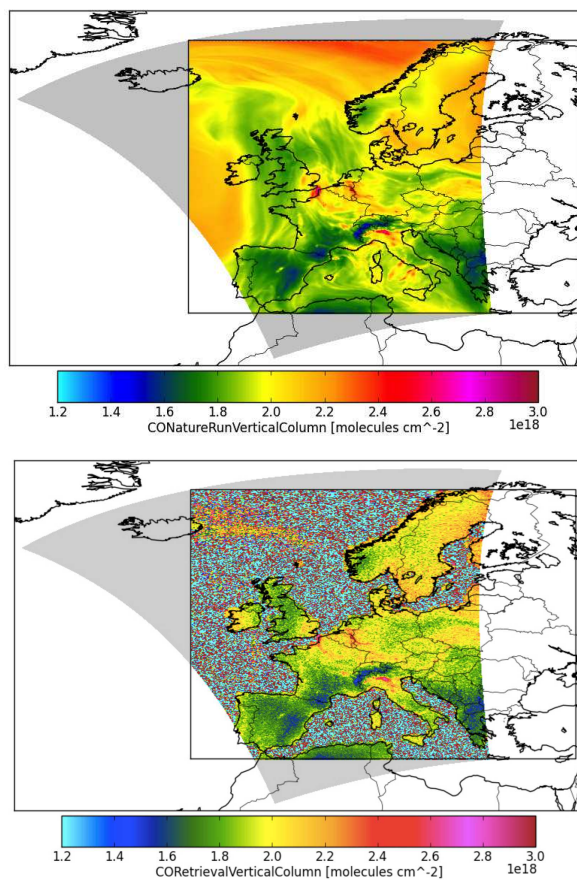 1.2 1.4 1.6 1.8 2.0 2.2 2.4 2.6 2.8 3.0
CONatureRunVerticalColumn [molecules cm^-2] 1e18
1.2 1.4 1.6 1.8 2.0 2.2 2.4 2.6 2.8 3.0
CORetrievalVerticalColumn [molecules cm^-2] 1e18